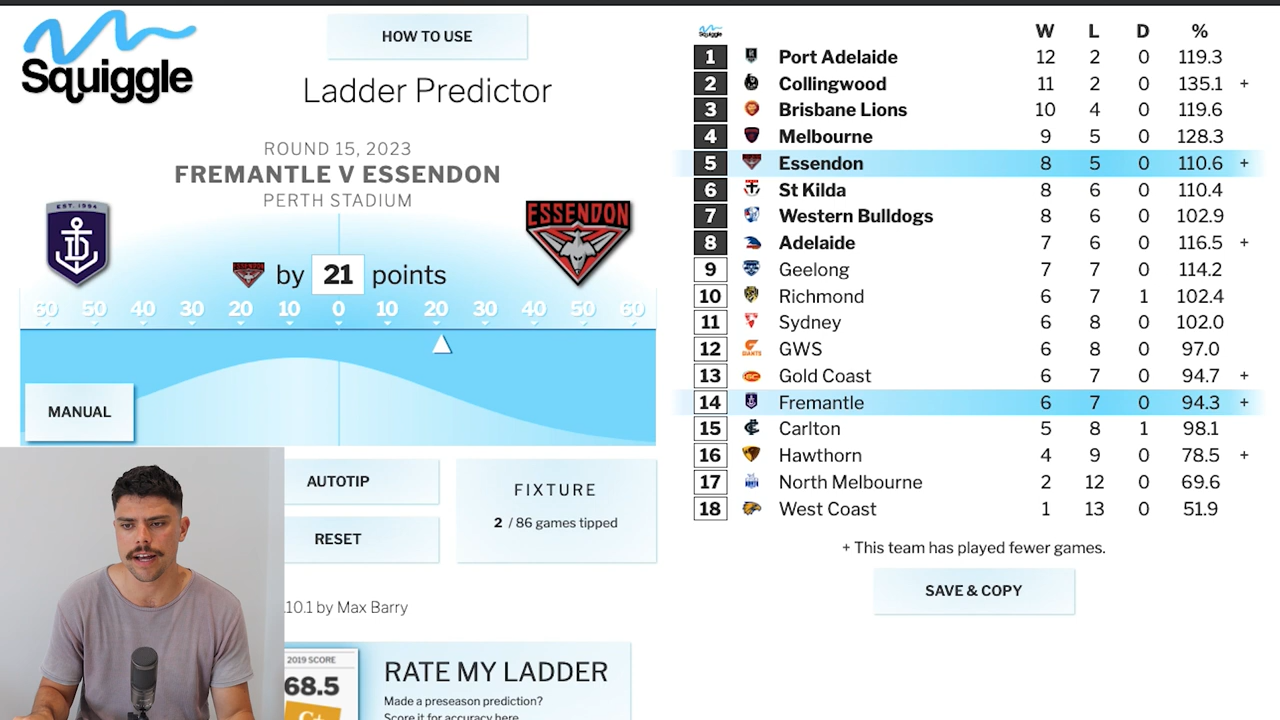 Squiggle
HOW TO USE
Ladder Predictor
ROUND 15, 2023
FREMANTLE V ESSENDON
PERTH STADIUM
EST. 1994
ESSENDON
by 21 points
60 50 40 30 20 10 0 10 20 30 40 50 60
MANUAL
AUTOTIP
RESET
FIXTURE
2 / 86 games tipped
.10.1 by Max Barry
2019 SCORE
68.5
C+
RATE MY LADDER
Made a preseason prediction?
Score it for accuracy here
Squiggle W L D %
1 Port Adelaide 12 2 0 119.3
2 Collingwood 11 2 0 135.1 +
3 Brisbane Lions 10 4 0 119.6
4 Melbourne 9 5 0 128.3
5 Essendon 8 5 0 110.6 +
6 St Kilda 8 6 0 110.4
7 Western Bulldogs 8 6 0 102.9
8 Adelaide 7 6 0 116.5 +
9 Geelong 7 7 0 114.2
10 Richmond 6 7 1 102.4
11 Sydney 6 8 0 102.0
12 GWS 6 8 0 97.0
13 Gold Coast 6 7 0 94.7 +
14 Fremantle 6 7 0 94.3 +
15 Carlton 5 8 1 98.1
16 Hawthorn 4 9 0 78.5 +
17 North Melbourne 2 12 0 69.6
18 West Coast 1 13 0 51.9
+ This team has played fewer games.
SAVE & COPY